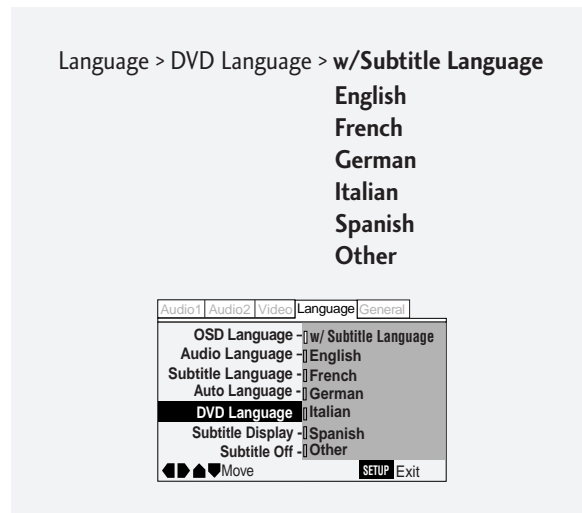 Language > DVD Language > w/Subtitle Language
English
French
German
Italian
Spanish
Other
Audio1 Audio2 Video Language General
OSD Language - w/ Subtitle Language
Audio Language - English
Subtitle Language - French
Auto Language - German
DVD Language Italian
Subtitle Display - Spanish
Subtitle Off - Other
Move SETUP Exit